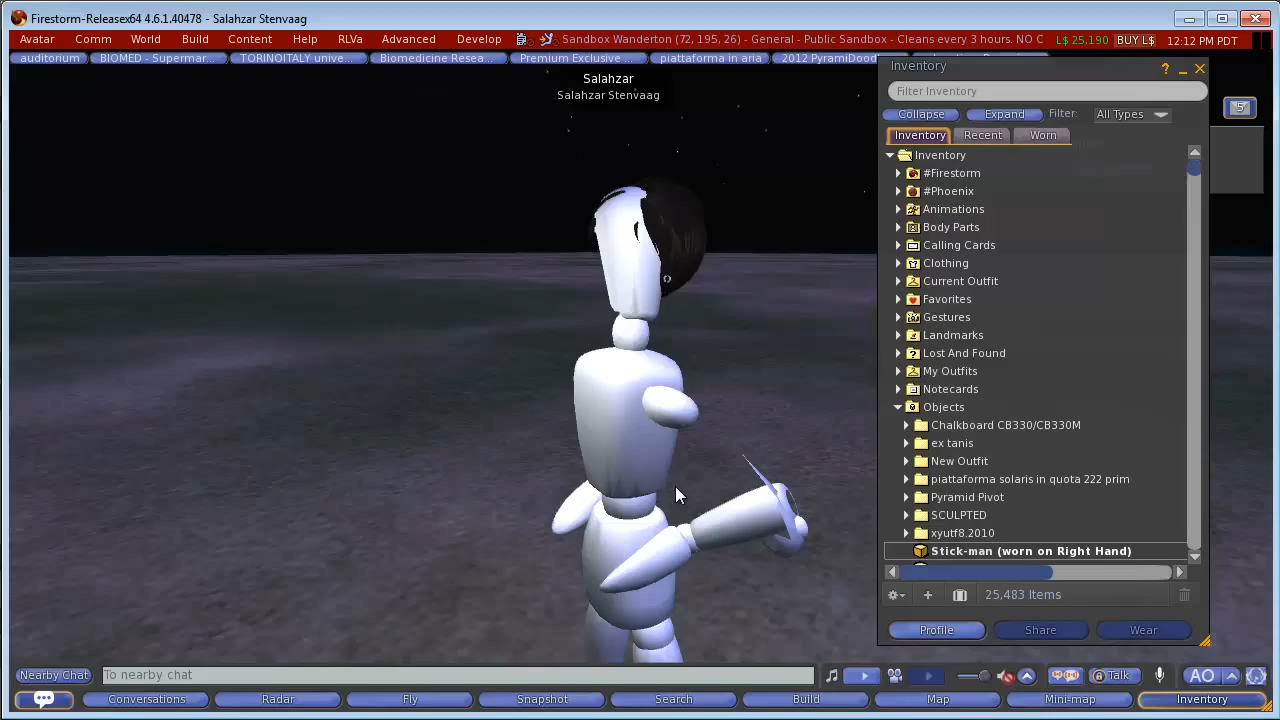 Firestorm-Releasex64 4.6.1.40478 - Salahzar Stenvaag
Avatar Comm World Build Content Help RLVa Advanced Develop Sandbox Wanderton (72, 195, 26) - General - Public Sandbox - Cleans every 3 hours. NO C L$ 25,190 BUY L$ 12:12 PM PDT
auditorium BIOMED - Supermar... TORINOITALY unive... Biomedicine Resea... Premium Exclusive ... piattaforma in aria 2012 PyramiDood
Salahzar
Salahzar Stenvaag
Inventory
Filter Inventory
Collapse Expand Filter: All Types
Inventory Recent Worn
Inventory
#Firestorm
#Phoenix
Animations
Body Parts
Calling Cards
Clothing
Current Outfit
Favorites
Gestures
Landmarks
Lost And Found
My Outfits
Notecards
Objects
Chalkboard CB330/CB330M
ex tanis
New Outfit
piattaforma solaris in quota 222 prim
Pyramid Pivot
SCULPTED
xyutf8.2010
Stick-man (worn on Right Hand)
25,483 Items
Profile Share Wear
5
Nearby Chat To nearby chat Talk AO
Conversations Radar Fly Snapshot Search Build Map Mini-map Inventory